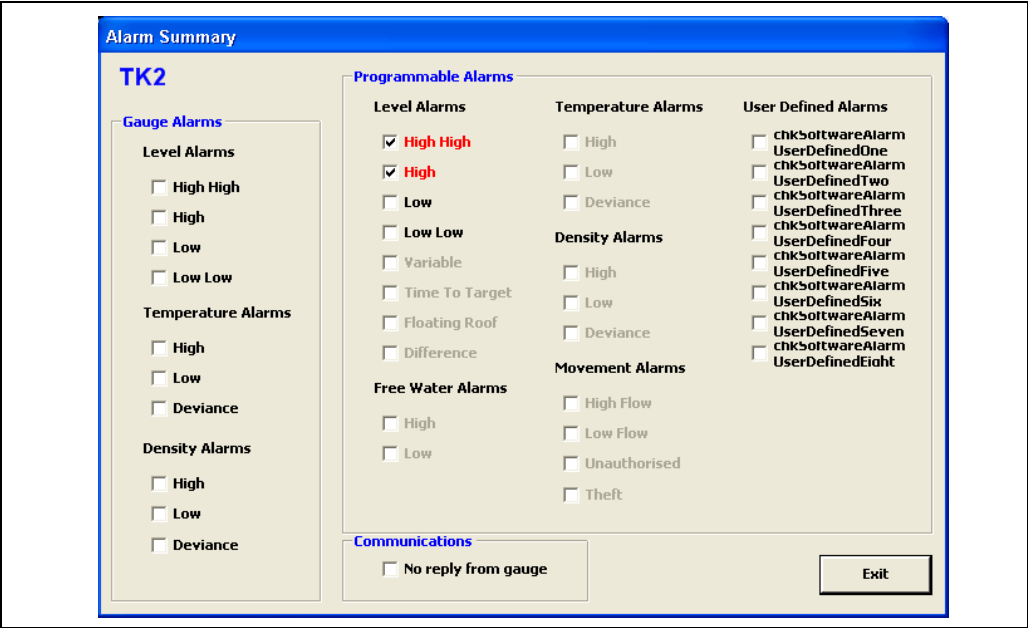 Alarm Summary
TK2
Gauge Alarms
Level Alarms
High High
High
Low
Low Low
Temperature Alarms
High
Low
Deviance
Density Alarms
High
Low
Deviance
Programmable Alarms
Level Alarms
High High
High
Low
Low Low
Variable
Time To Target
Floating Roof
Difference
Free Water Alarms
High
Low
Temperature Alarms
High
Low
Deviance
Density Alarms
High
Low
Deviance
Movement Alarms
High Flow
Low Flow
Unauthorised
Theft
User Defined Alarms
chkSoftwareAlarm
UserDefinedOne
chkSoftwareAlarm
UserDefinedTwo
chkSoftwareAlarm
UserDefinedThree
chkSoftwareAlarm
UserDefinedFour
chkSoftwareAlarm
UserDefinedFive
chkSoftwareAlarm
UserDefinedSix
chkSoftwareAlarm
UserDefinedSeven
chkSoftwareAlarm
UserDefinedEight
Communications
No reply from gauge
Exit